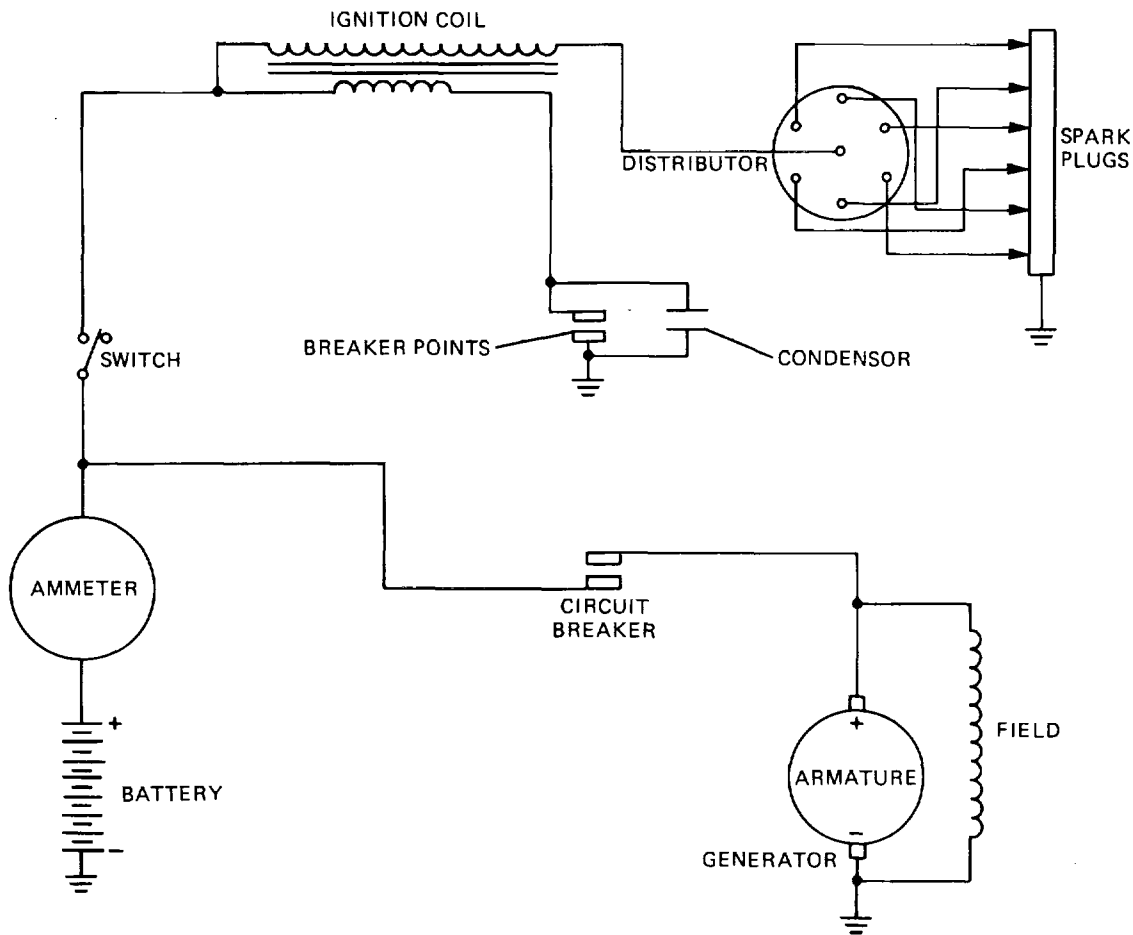 IGNITION COIL
DISTRIBUTOR
SPARK
PLUGS
SWITCH
BREAKER POINTS
CONDENSOR
AMMETER
CIRCUIT
BREAKER
+
BATTERY
−
+
ARMATURE
−
FIELD
GENERATOR